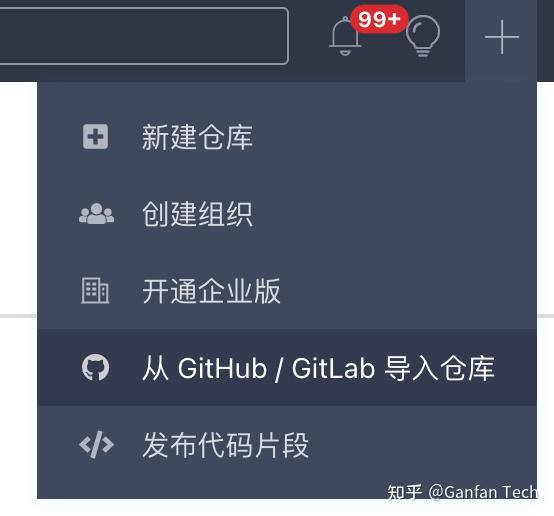 99+
新建仓库
创建组织
开通企业版
从 GitHub / GitLab 导入仓库
发布代码片段
知乎 @Ganfan Tech